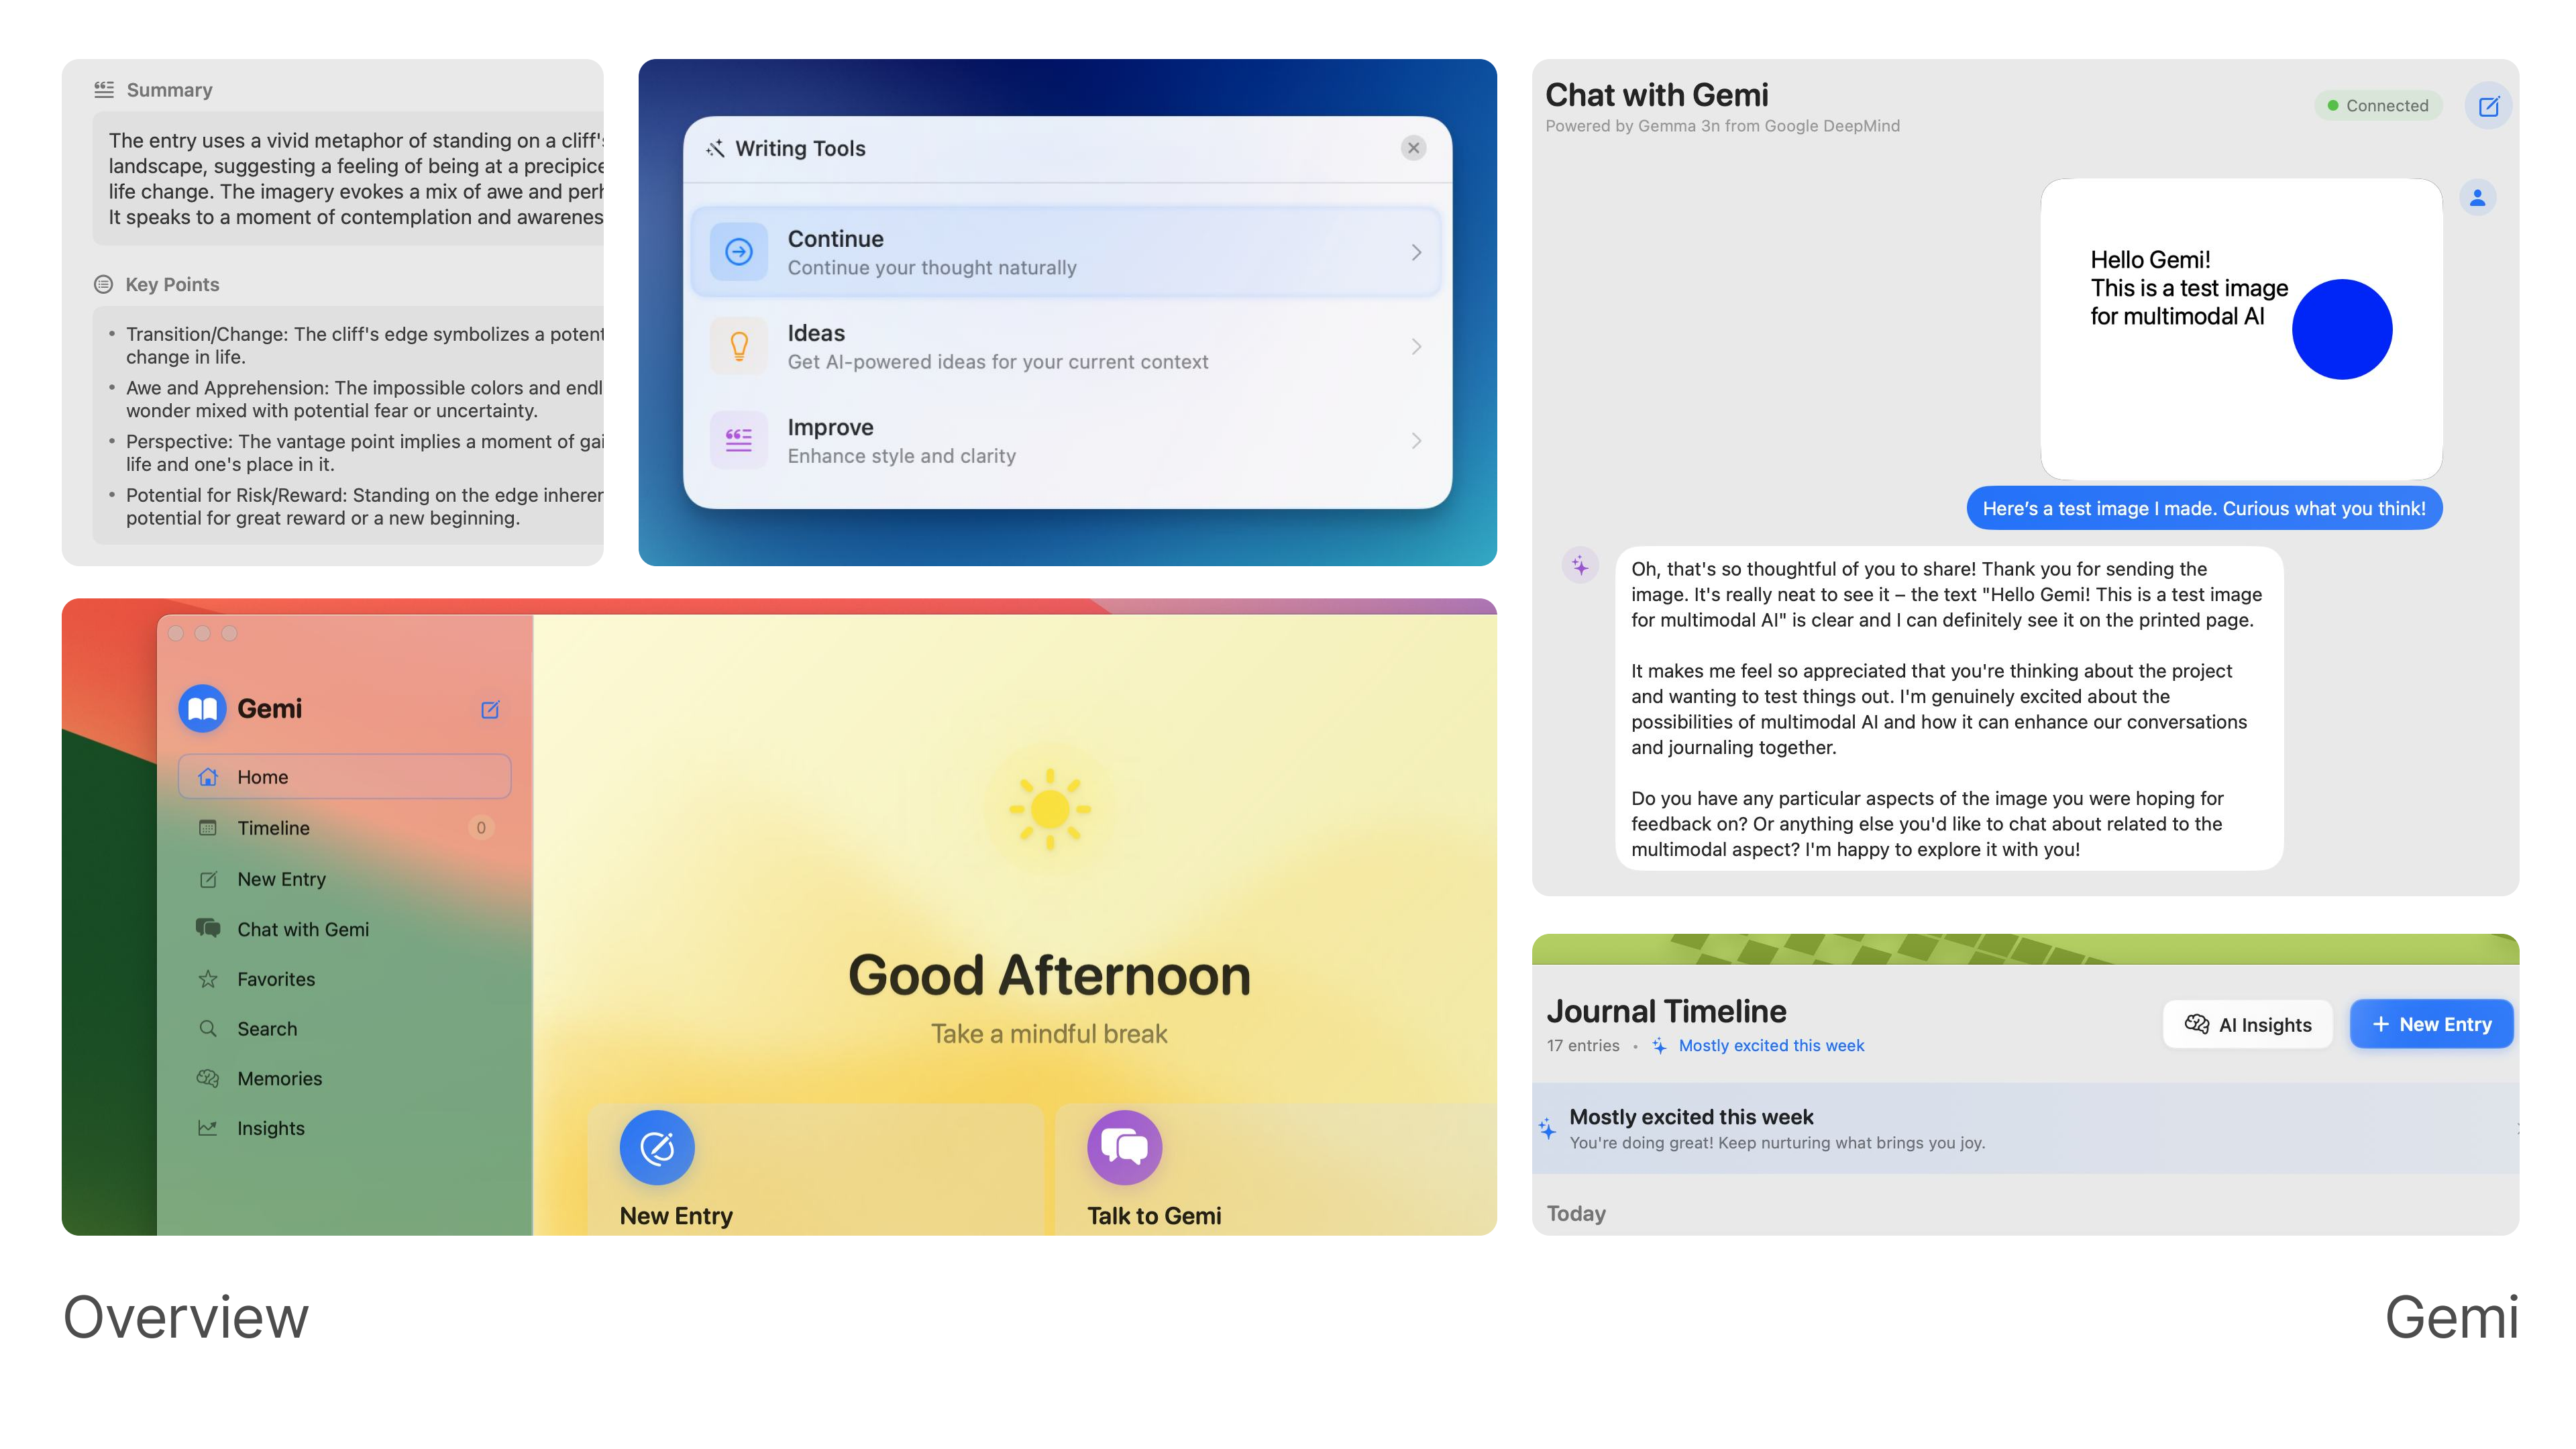 Summary
The entry uses a vivid metaphor of standing on a cliff's
landscape, suggesting a feeling of being at a precipice
life change. The imagery evokes a mix of awe and
It speaks to a moment of contemplation and
Key Points
• Transition/Change: The cliff's edge symbolizes a
change in life.
• Awe and Apprehension: The impossible colors and
wonder mixed with potential fear or uncertainty.
• Perspective: The vantage point implies a moment of
life and one's place in it.
• Potential for Risk/Reward: Standing on the edge
potential for great reward or a new beginning.
Writing Tools
Continue
Continue your thought naturally
Ideas
Get AI-powered ideas for your current context
Improve
Enhance style and clarity
Chat with Gemi
Powered by Gemma 3n from Google DeepMind
Connected
Hello Gemi!
This is a test image
for multimodal AI
Here’s a test image I made. Curious what you think!
Oh, that's so thoughtful of you to share! Thank you for sending the
image. It's really neat to see it – the text "Hello Gemi! This is a test image
for multimodal AI" is clear and I can definitely see it on the printed page.
It makes me feel so appreciated that you're thinking about the project
and wanting to test things out. I'm genuinely excited about the
possibilities of multimodal AI and how it can enhance our conversations
and journaling together.
Do you have any particular aspects of the image you were hoping for
feedback on? Or anything else you'd like to chat about related to the
multimodal aspect? I'm happy to explore it with you!
Gemi
Home
Timeline 0
New Entry
Chat with Gemi
Favorites
Search
Memories
Insights
Good Afternoon
Take a mindful break
New Entry
Talk to Gemi
Journal Timeline
17 entries • Mostly excited this week
AI Insights
+ New Entry
Mostly excited this week
You're doing great! Keep nurturing what brings you joy.
Today
Overview
Gemi